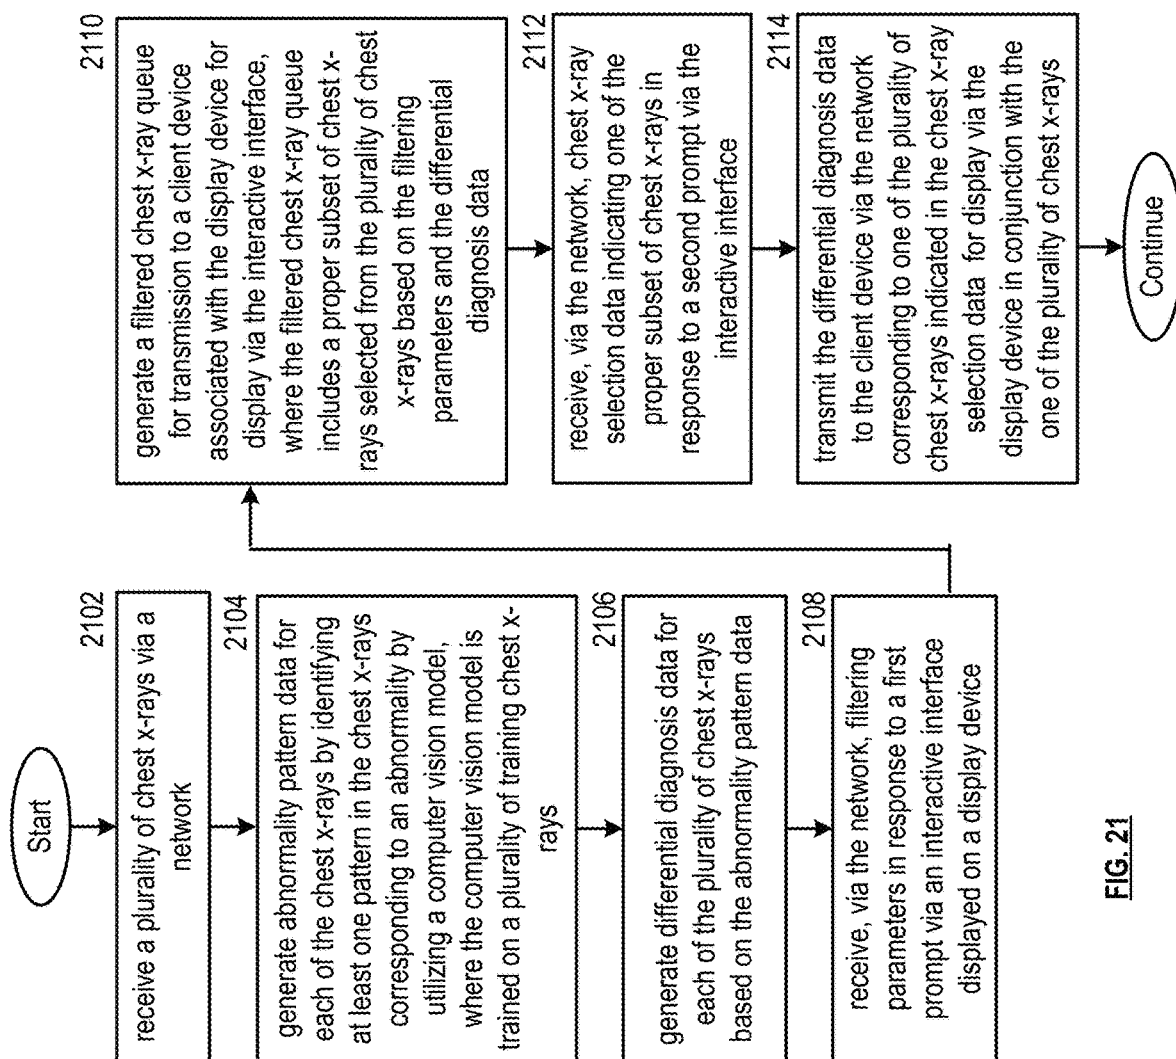 Start
2102
receive a plurality of chest x-rays via a
network
2104
generate abnormality pattern data for
each of the chest x-rays by identifying
at least one pattern in the chest x-rays
corresponding to an abnormality by
utilizing a computer vision model,
where the computer vision model is
trained on a plurality of training chest x-
rays
2106
generate differential diagnosis data for
each of the plurality of chest x-rays
based on the abnormality pattern data
2108
receive, via the network, filtering
parameters in response to a first
prompt via an interactive interface
displayed on a display device
2110
generate a filtered chest x-ray queue
for transmission to a client device
associated with the display device for
display via the interactive interface,
where the filtered chest x-ray queue
includes a proper subset of chest x-
rays selected from the plurality of chest
x-rays based on the filtering
parameters and the differential
diagnosis data
2112
receive, via the network, chest x-ray
selection data indicating one of the
proper subset of chest x-rays in
response to a second prompt via the
interactive interface
2114
transmit the differential diagnosis data
to the client device via the network
corresponding to one of the plurality of
chest x-rays indicated in the chest x-ray
selection data for display via the
display device in conjunction with the
one of the plurality of chest x-rays
Continue
FIG. 21